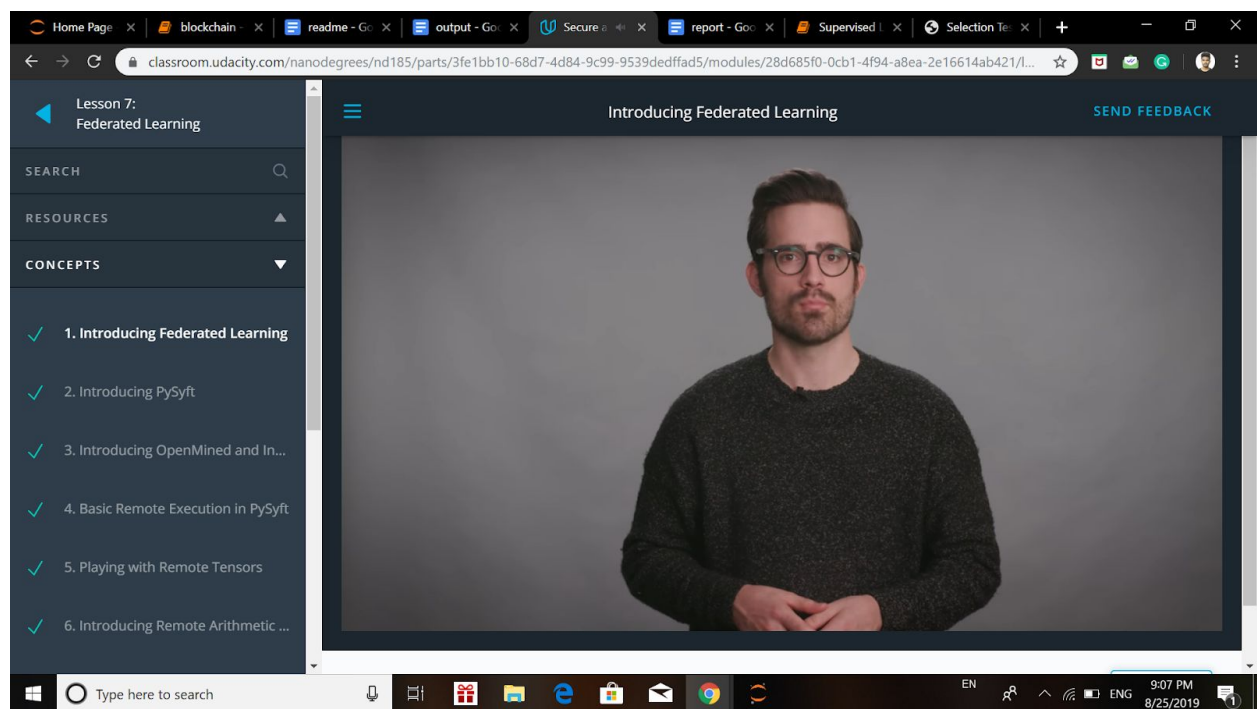 Home Page
blockchain -
readme - Go
output - Goo
Secure a
report - Goo
Supervised L
Selection Tes
classroom.udacity.com/nanodegrees/nd185/parts/3fe1bb10-68d7-4d84-9c99-9539dedffad5/modules/28d685f0-0cb1-4f94-a8ea-2e16614ab421/l...
Lesson 7:
Federated Learning
Introducing Federated Learning
SEND FEEDBACK
SEARCH
RESOURCES
CONCEPTS
1. Introducing Federated Learning
2. Introducing PySyft
3. Introducing OpenMined and In...
4. Basic Remote Execution in PySyft
5. Playing with Remote Tensors
6. Introducing Remote Arithmetic ...
Type here to search
EN
ENG
9:07 PM
8/25/2019
1